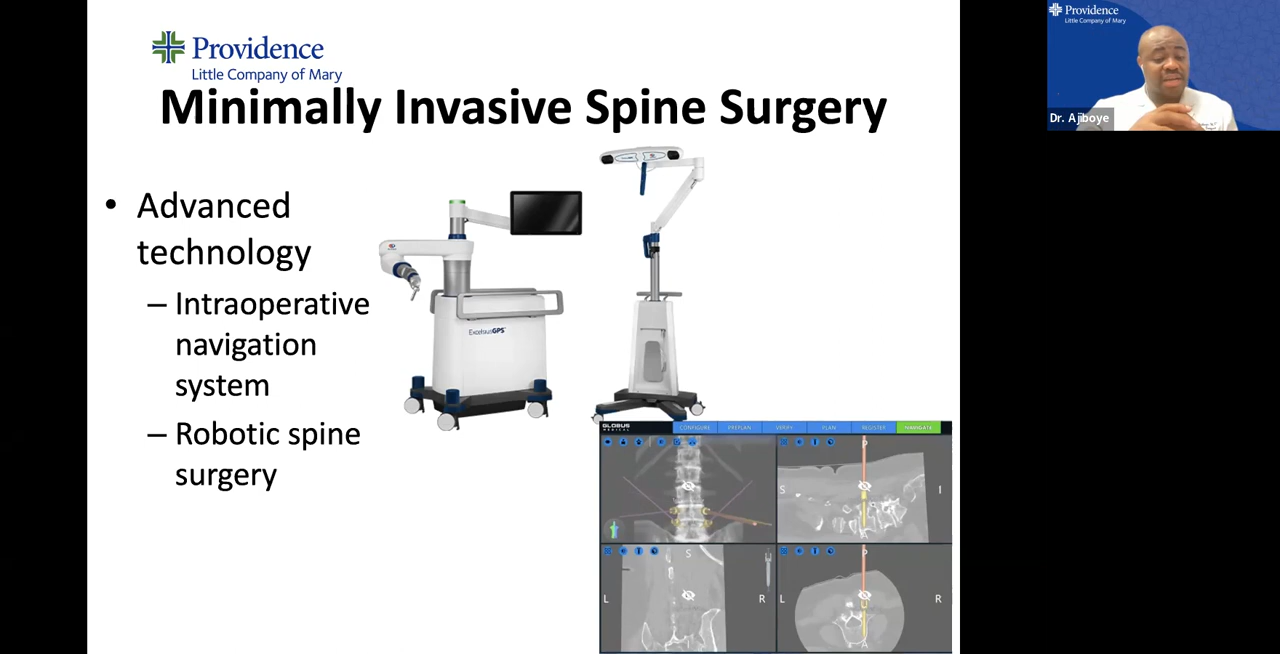 Providence
Little Company of Mary
Minimally Invasive Spine Surgery
• Advanced
technology
– Intraoperative
navigation
system
– Robotic spine
surgery
ExcelsiusGPS
GLOBUS
MEDICAL
CONFIGURE
PREPLAN
VERIFY
PLAN
REGISTER
NAVIGATE
P
S
I
A
S
L
R
P
L
R
A
Providence
Little Company of Mary
Dr. Ajiboye